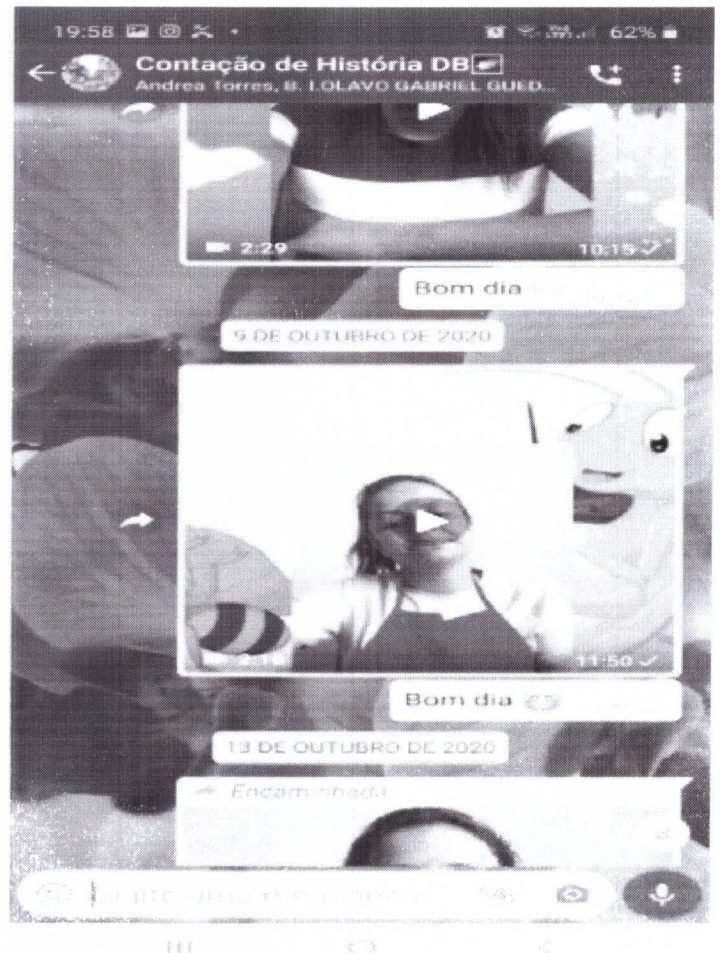 19:58 62%
Contação de História DB
Andrea Torres, B. I.OLAVO GABRIEL GUED...
2:29 10:15
Bom dia
9 DE OUTUBRO DE 2020
11:50
Bom dia
13 DE OUTUBRO DE 2020
Encaminhada